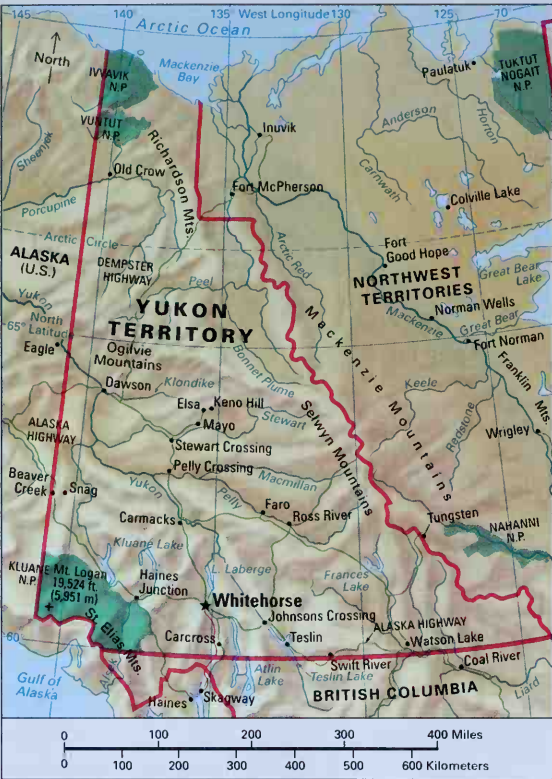 145
140
135
West Longitude
130
125
Arctic Ocean
North
IVVAVIK
N.P.
Mackenzie
Bay
Paulatuk
TUKTUT
NOGAIT
N.P.
VUNTUT
N.P.
Richardson Mts.
Inuvik
Anderson
Horton
Sheenjek
Old Crow
Fort McPherson
Carnwath
Colville Lake
Porcupine
Arctic Circle
Arctic Red
Fort
Good Hope
ALASKA
(U.S.)
DEMPSTER
HIGHWAY
Peel
NORTHWEST
TERRITORIES
Great Bear
Lake
Yukon
North
65° Latitude
YUKON
TERRITORY
Mackenzie Mountains
Norman Wells
Mackenzie
Great Bear
Fort Norman
Eagle
Ogilvie
Mountains
Bonnet Plume
Franklin Mts.
Dawson
Klondike
Elsa
Keno Hill
Stewart
Selwyn Mountains
Keele
Redstone
Mayo
ALASKA
HIGHWAY
Stewart Crossing
Wrigley
Pelly Crossing
Macmillan
Beaver
Creek
Snag
Yukon
Pelly
Faro
Ross River
Carmacks
Tungsten
Kluane Lake
NAHANNI
N.P.
KLUANE
N.P.
Mt. Logan
19,524 ft.
(5,951 m)
Haines
Junction
L. Laberge
Frances
Lake
Whitehorse
Johnsons Crossing
ALASKA HIGHWAY
St. Elias Mts.
60
Carcross
Teslin
Watson Lake
Alsek
Atlin
Lake
Swift River
Teslin Lake
Coal River
Gulf of
Alaska
Haines
Skagway
BRITISH COLUMBIA
Liard
0 100 200 300 400 Miles
0 100 200 300 400 500 600 Kilometers